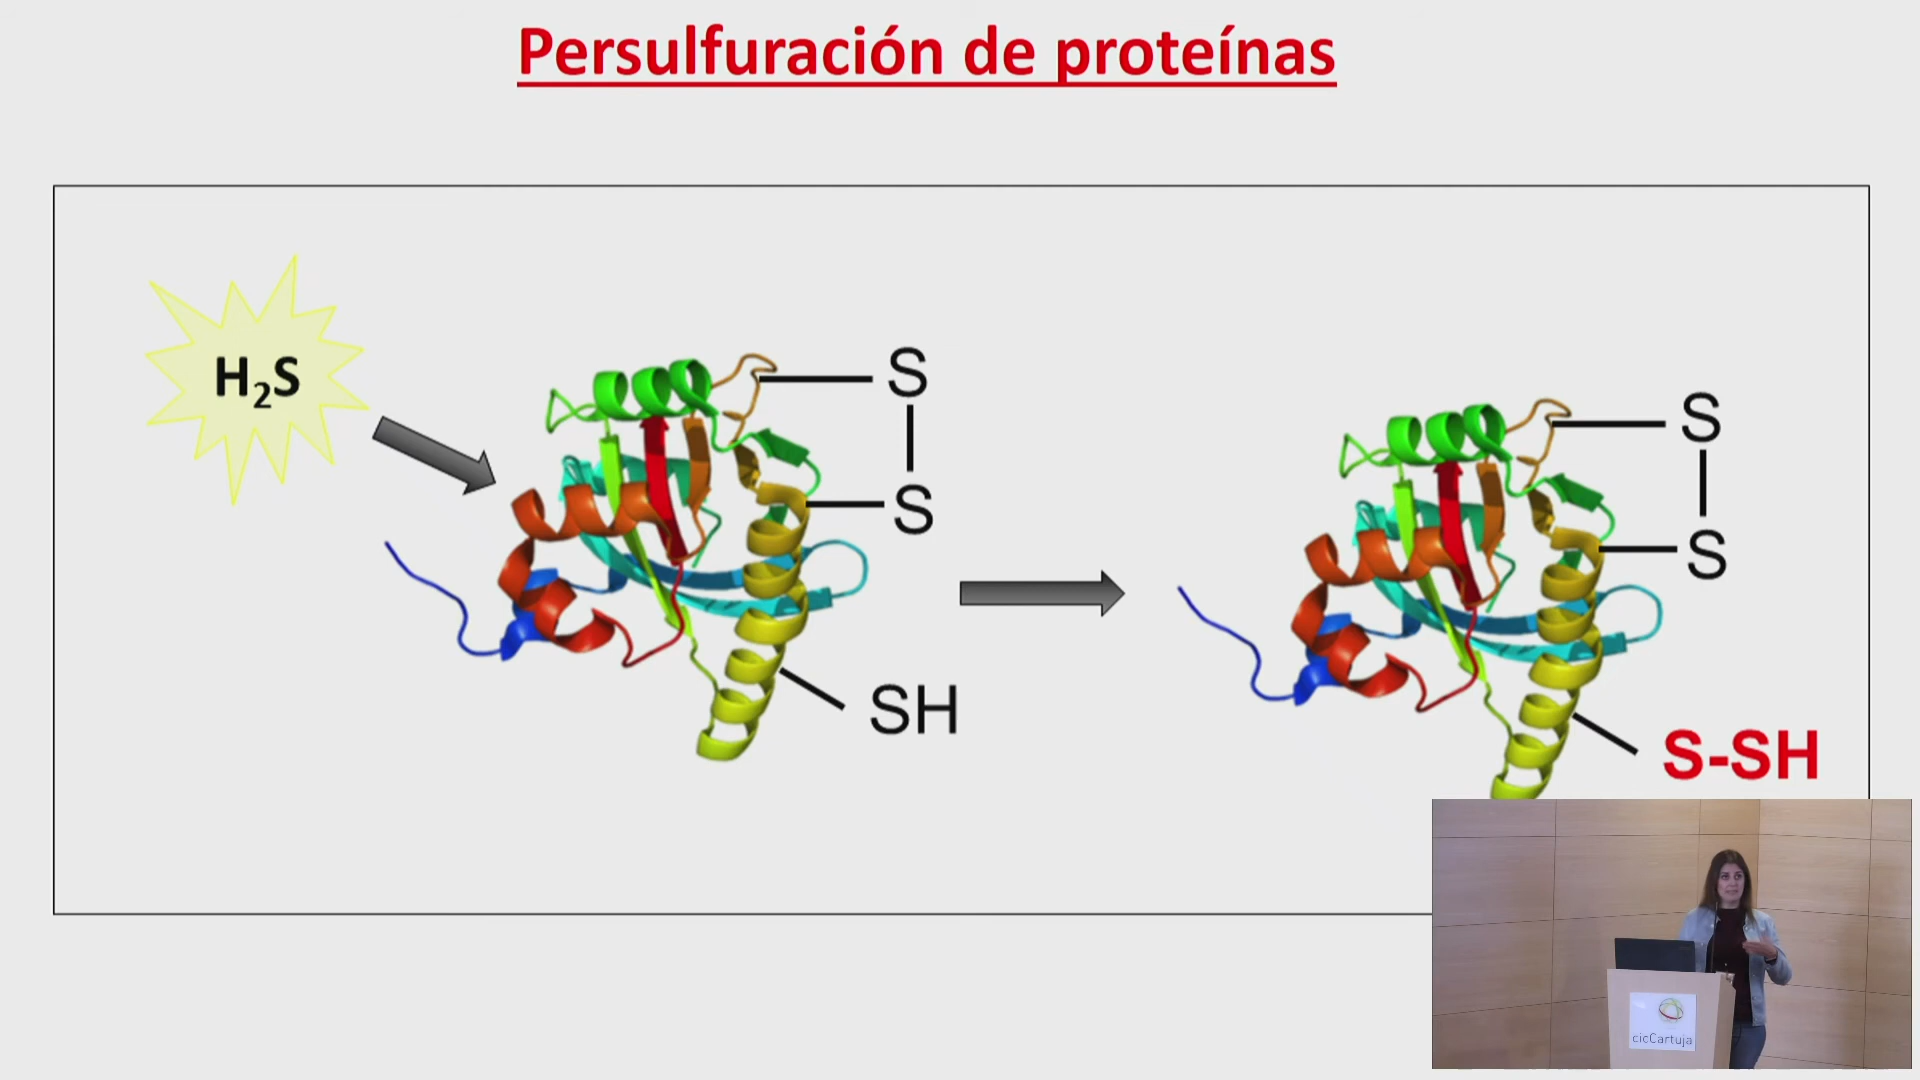 Persulfuración de proteínas
H₂S
S
S
SH
S
S
S-SH
cicCartuja